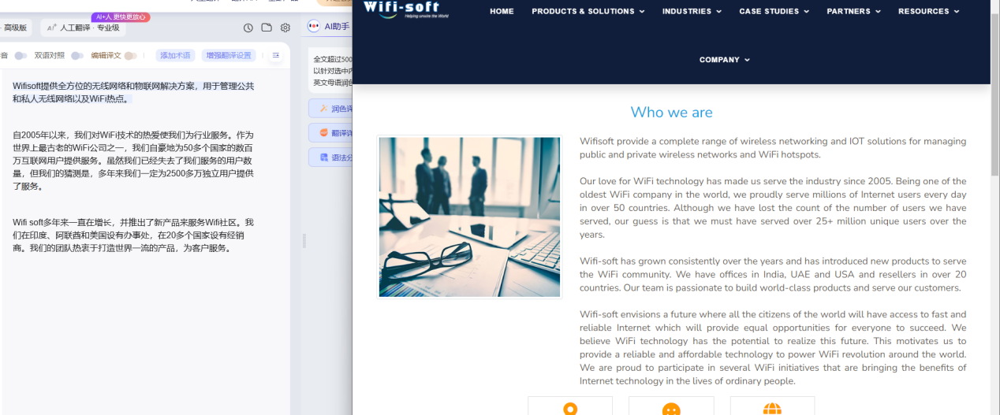 AI+人 更快更放心
· 高级版
人工翻译 · 专业级
音
双语对照
编辑译文
添加术语
增强翻译设置
Wifisoft提供全方位的无线网络和物联网解决方案，用于管理公共
和私人无线网络以及WiFi热点。
自2005年以来，我们对WiFi技术的热爱使我们为行业服务。作为
世界上最古老的WiFi公司之一，我们自豪地为50多个国家的数百
万互联网用户提供服务。虽然我们已经失去了我们服务的用户数
量，但我们的猜测是，多年来我们一定为2500多万独立用户提供
了服务。
Wifi soft多年来一直在增长，并推出了新产品来服务Wifi社区。我
们在印度、阿联酋和美国设有办事处，在20多个国家设有经销
商。我们的团队热衷于打造世界一流的产品，为客户服务。
AI助手
全文超过500
以针对选中内
英文母语润色
润色译
翻译详
语法分
Wifi-soft
Helping unwire the World
HOME
PRODUCTS & SOLUTIONS
INDUSTRIES
CASE STUDIES
PARTNERS
RESOURCES
COMPANY
Who we are
Wifisoft provide a complete range of wireless networking and IOT solutions for managing
public and private wireless networks and WiFi hotspots.
Our love for WiFi technology has made us serve the industry since 2005. Being one of the
oldest WiFi company in the world, we proudly serve millions of Internet users every day
in over 50 countries. Although we have lost the count of the number of users we have
served, our guess is that we must have served over 25+ million unique users over the
years.
Wifi-soft has grown consistently over the years and has introduced new products to serve
the WiFi community. We have offices in India, UAE and USA and resellers in over 20
countries. Our team is passionate to build world-class products and serve our customers.
Wifi-soft envisions a future where all the citizens of the world will have access to fast and
reliable Internet which will provide equal opportunities for everyone to succeed. We
believe WiFi technology has the potential to realize this future. This motivates us to
provide a reliable and affordable technology to power WiFi revolution around the world.
We are proud to participate in several WiFi initiatives that are bringing the benefits of
Internet technology in the lives of ordinary people.